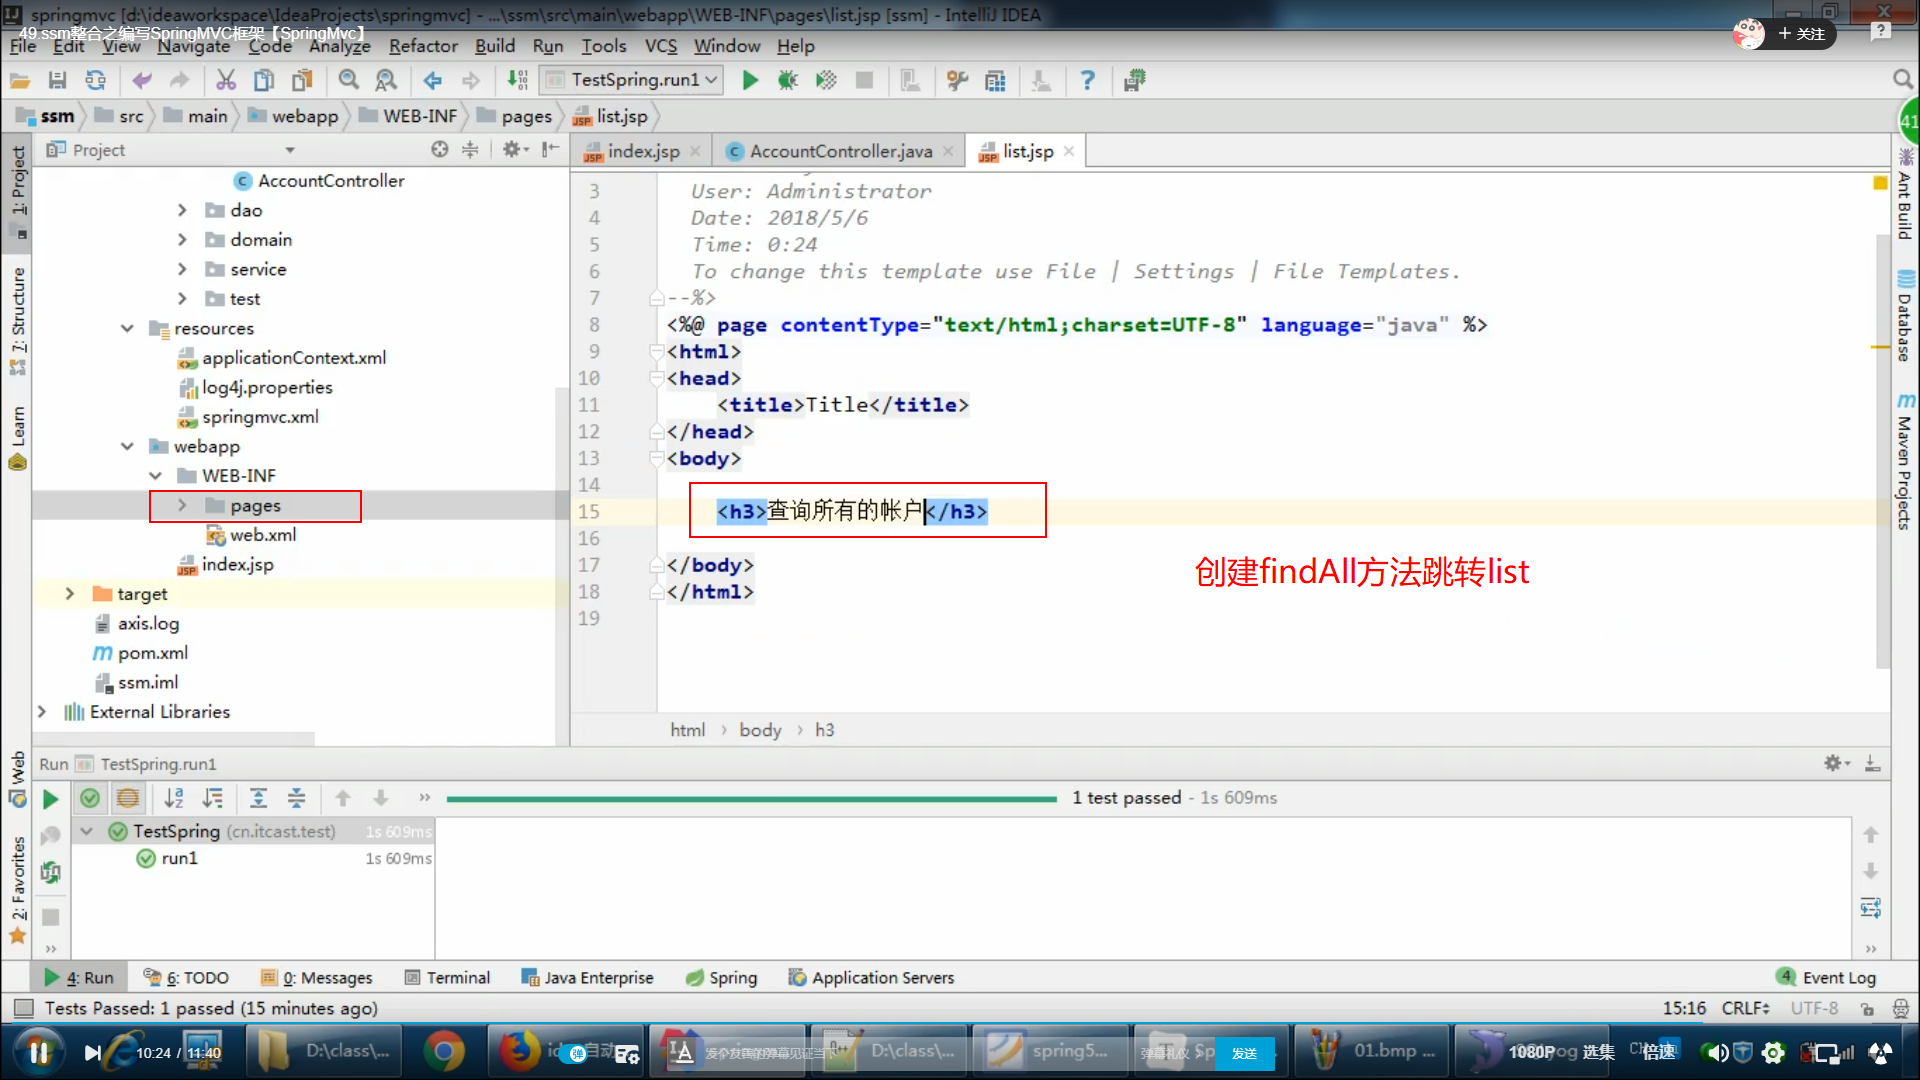 springmvc [d:\ideaworkspace\IdeaProjects\springmvc] - ...\ssm\src\main\webapp\WEB-INF\pages\list.jsp [ssm] - IntelliJ IDEA
49.ssm整合之编写SpringMVC框架【SpringMvc】
+ 关注
File Edit View Navigate Code Analyze Refactor Build Run Tools VCS Window Help
TestSpring.run1
ssm src main webapp WEB-INF pages list.jsp
41
Project
index.jsp AccountController.java list.jsp
1: Project
7: Structure
Learn
Web
2: Favorites
AccountController
dao
domain
service
test
resources
applicationContext.xml
log4j.properties
springmvc.xml
webapp
WEB-INF
pages
web.xml
index.jsp
target
axis.log
pom.xml
ssm.iml
External Libraries
3 User: Administrator
4 Date: 2018/5/6
5 Time: 0:24
6 To change this template use File | Settings | File Templates.
7 --%>
8 <%@ page contentType="text/html;charset=UTF-8" language="java" %>
9 <html>
10 <head>
11 <title>Title</title>
12 </head>
13 <body>
14
15 <h3>查询所有的帐户</h3>
16
17 </body>
18 </html>
19
创建findAll方法跳转list
html › body › h3
Ant Build
Database
Maven Projects
Run TestSpring.run1
1 test passed - 1s 609ms
TestSpring (cn.itcast.test) 1s 609ms
run1 1s 609ms
4: Run 6: TODO 0: Messages Terminal Java Enterprise Spring Application Servers 4 Event Log
Tests Passed: 1 passed (15 minutes ago) 15:16 CRLF UTF-8
10:24 / 11:40 D:\class\... 弹 D:\class\... spring5... 弹幕礼仪 发送 01.bmp ... 1080P 选集 倍速